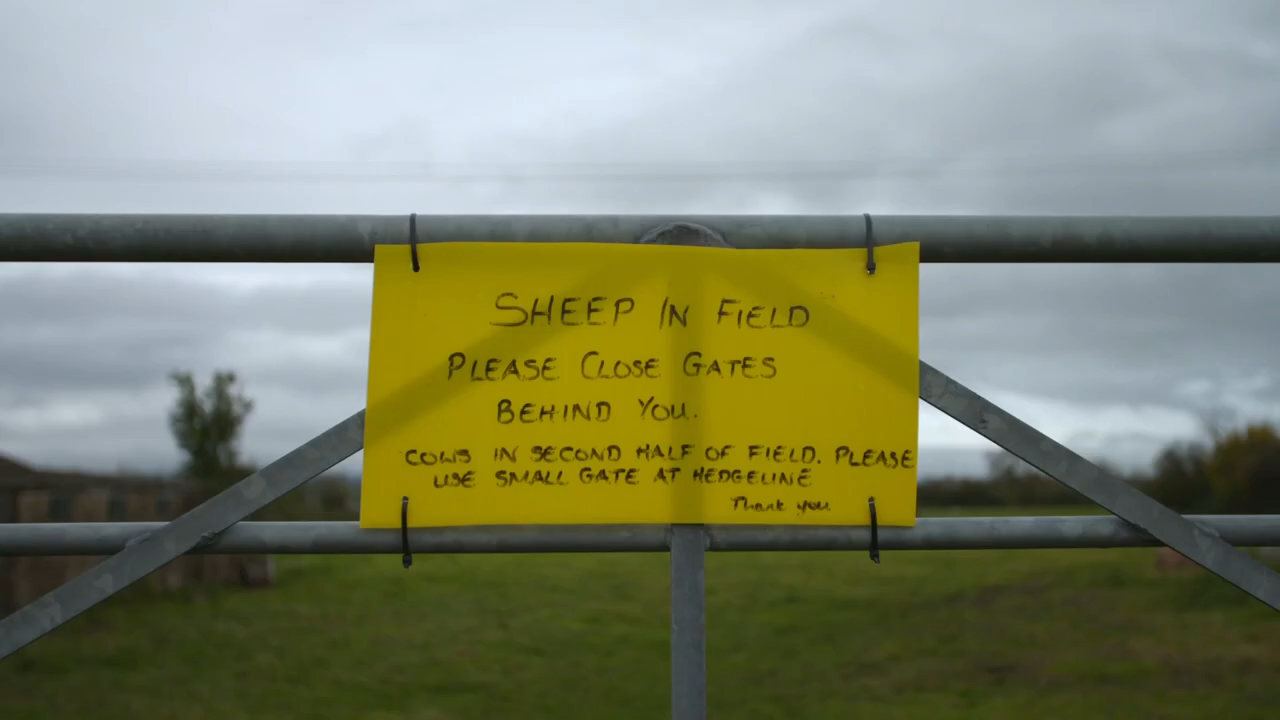 SHEEP IN FIELD
PLEASE CLOSE GATES
BEHIND YOU.
COWS IN SECOND HALF OF FIELD. PLEASE
USE SMALL GATE AT HEDGELINE
Thank you